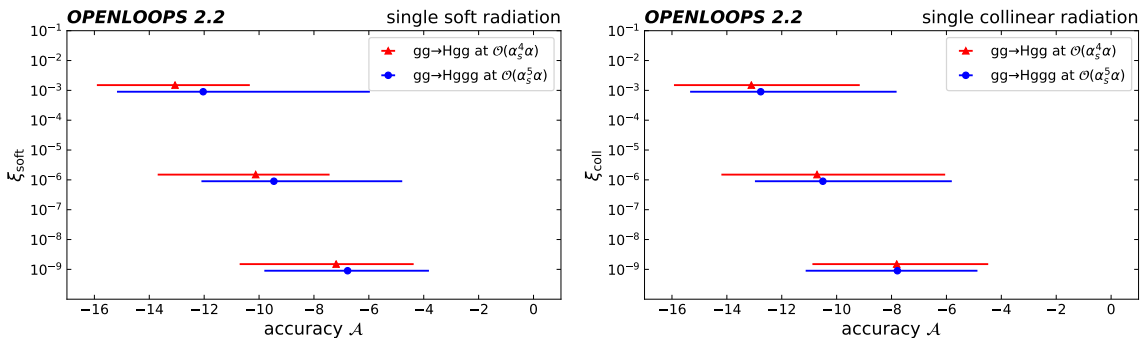 OPENLOOPS 2.2 single soft radiation
gg→Hgg at 𝒪(α_s^4α)
gg→Hggg at 𝒪(α_s^5α)
10^−1
10^−2
10^−3
10^−4
10^−5
10^−6
10^−7
10^−8
10^−9
ξ_soft
−16 −14 −12 −10 −8 −6 −4 −2 0
accuracy 𝒜
OPENLOOPS 2.2 single collinear radiation
gg→Hgg at 𝒪(α_s^4α)
gg→Hggg at 𝒪(α_s^5α)
10^−1
10^−2
10^−3
10^−4
10^−5
10^−6
10^−7
10^−8
10^−9
ξ_coll
−16 −14 −12 −10 −8 −6 −4 −2 0
accuracy 𝒜